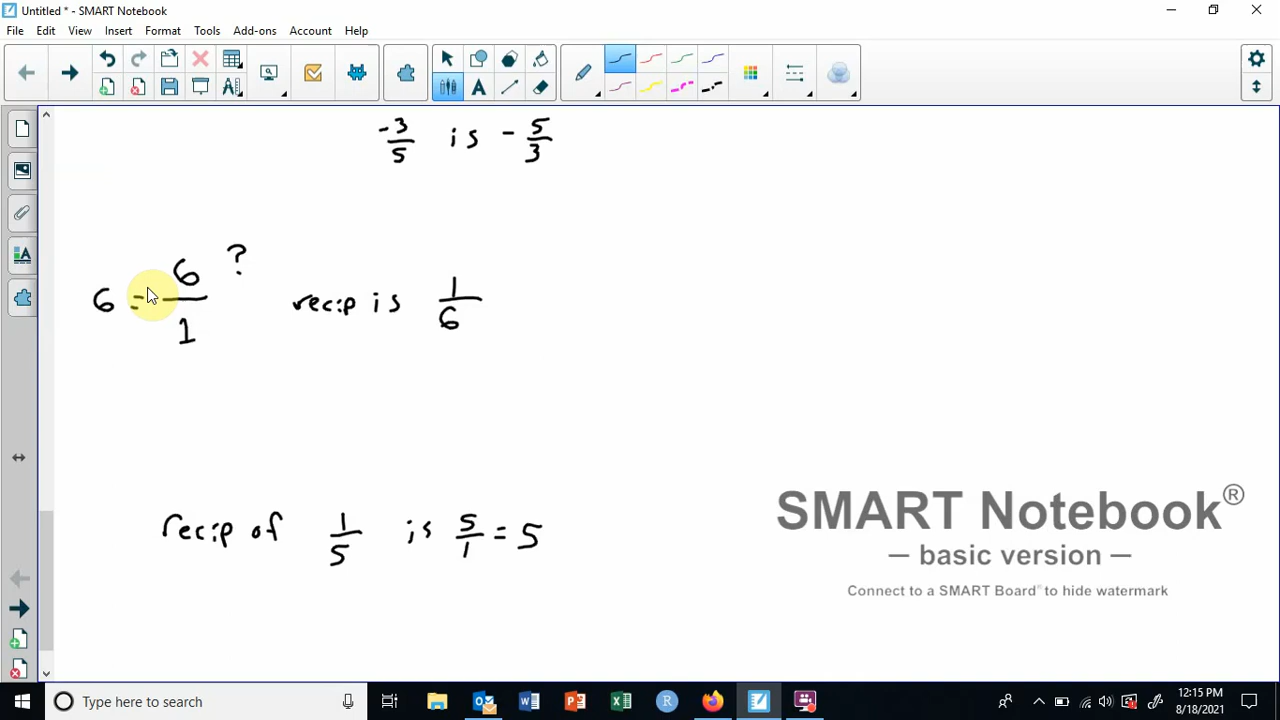 Untitled * - SMART Notebook
File Edit View Insert Format Tools Add-ons Account Help
-3/5 is - 5/3
6 = 6/1 ? recip is 1/6
recip of 1/5 is 5/1 = 5
SMART Notebook®
— basic version —
Connect to a SMART Board® to hide watermark
Type here to search
12:15 PM
8/18/2021